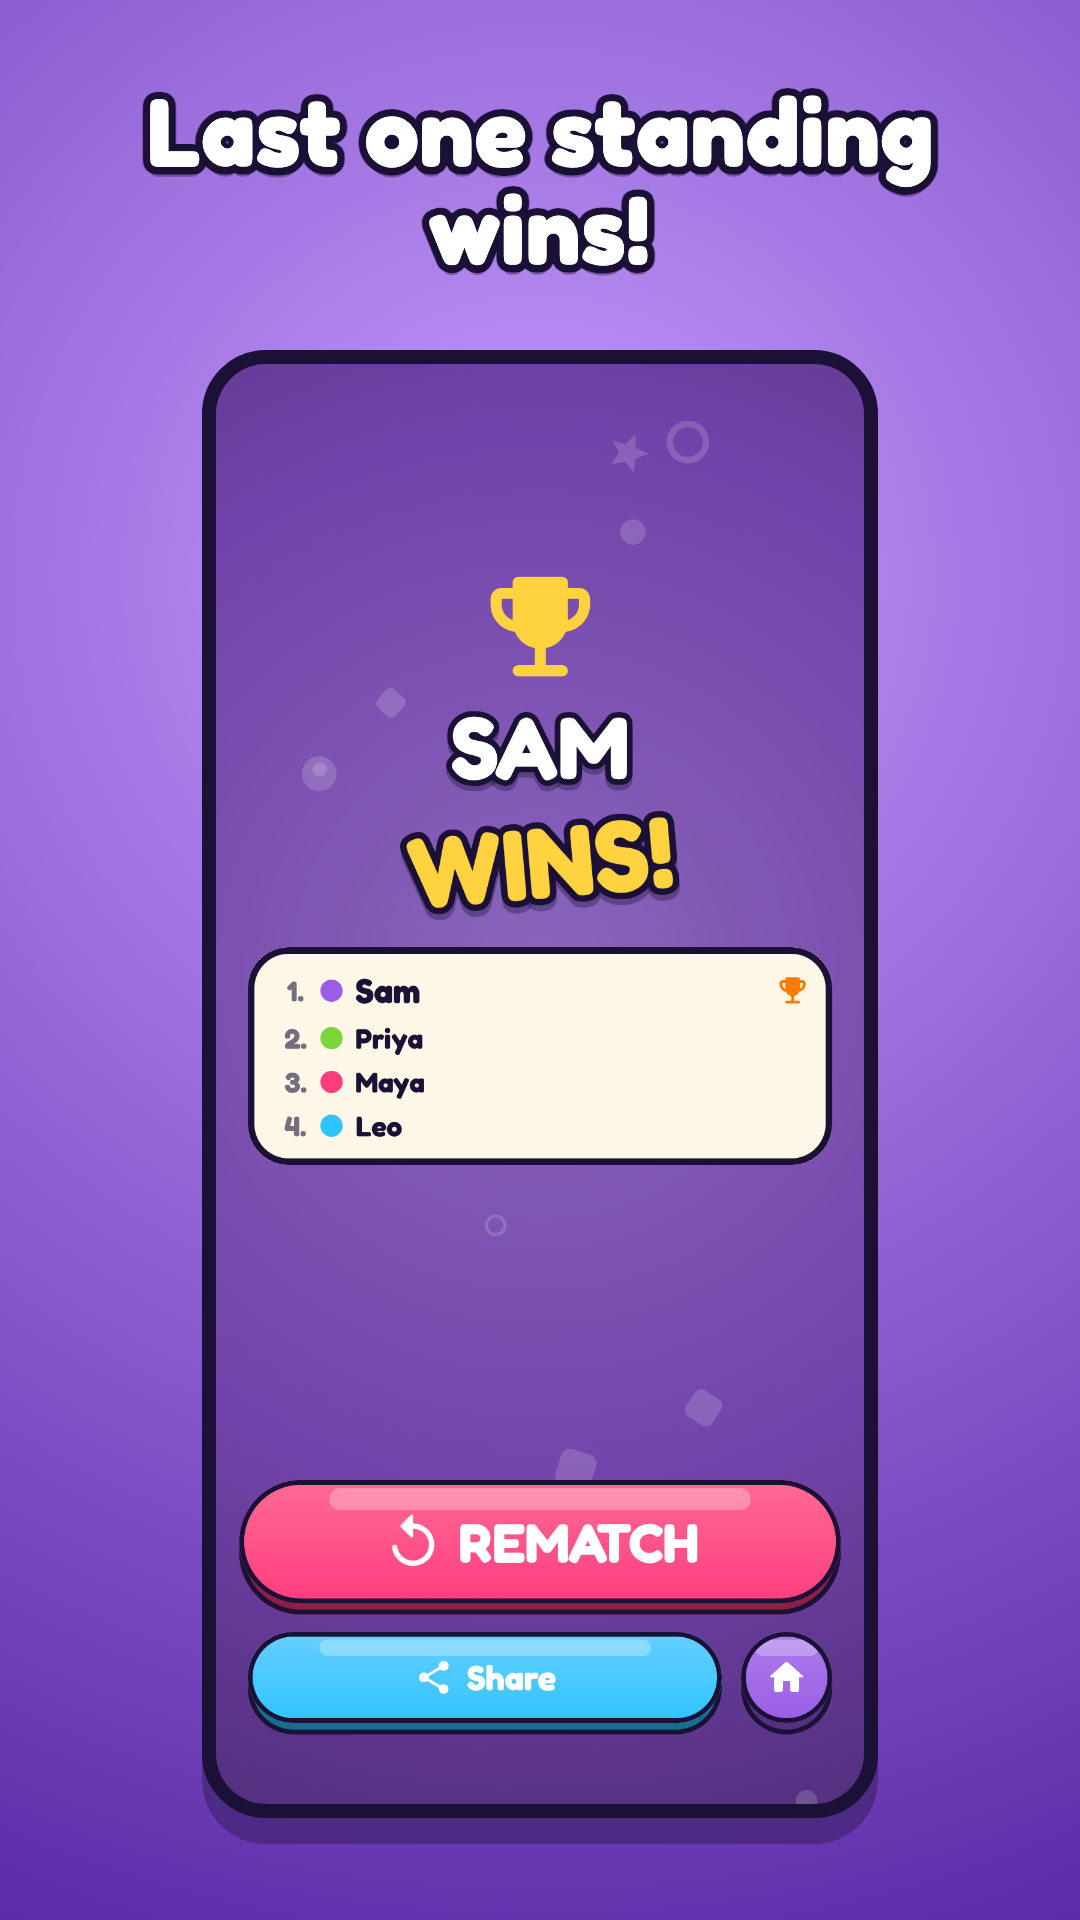 Last one standing
wins!
SAM
WINS!
1. Sam
2. Priya
3. Maya
4. Leo
REMATCH
Share